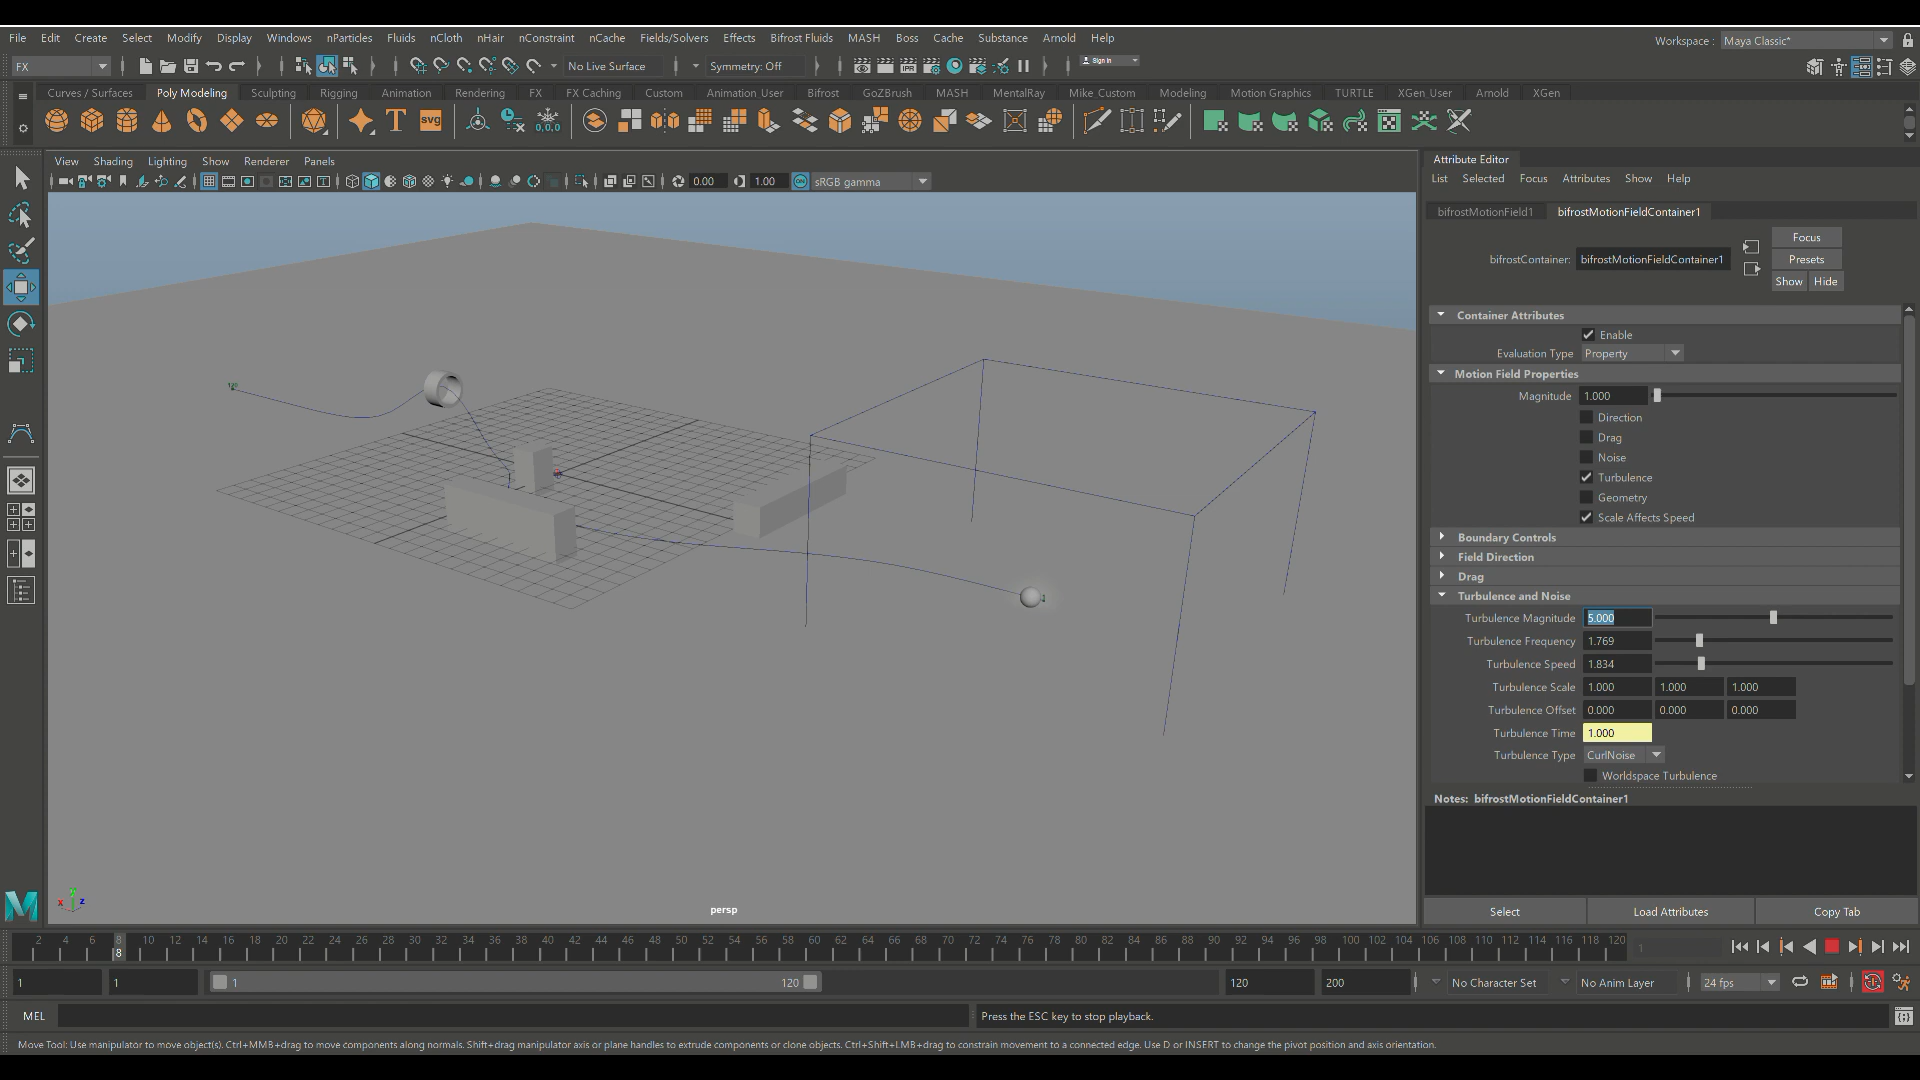 File Edit Create Select Modify Display Windows nParticles Fluids nCloth nHair nConstraint nCache Fields/Solvers Effects Bifrost Fluids MASH Boss Cache Substance Arnold Help
Workspace : Maya Classic*
FX No Live Surface Symmetry: Off Sign In
Curves / Surfaces Poly Modeling Sculpting Rigging Animation Rendering FX FX Caching Custom Animation_User Bifrost GoZBrush MASH MentalRay Mike_Custom Modeling Motion Graphics TURTLE XGen_User Arnold XGen
T svg 0,0,0
View Shading Lighting Show Renderer Panels
0.00 1.00 ON sRGB gamma
Attribute Editor
List Selected Focus Attributes Show Help
bifrostMotionField1 bifrostMotionFieldContainer1
Focus
bifrostContainer: bifrostMotionFieldContainer1 Presets
Show Hide
Container Attributes
Enable
Evaluation Type Property
Motion Field Properties
Magnitude 1.000
Direction
Drag
Noise
Turbulence
Geometry
Scale Affects Speed
Boundary Controls
Field Direction
Drag
Turbulence and Noise
Turbulence Magnitude 5.000
Turbulence Frequency 1.769
Turbulence Speed 1.834
Turbulence Scale 1.000 1.000 1.000
Turbulence Offset 0.000 0.000 0.000
Turbulence Time 1.000
Turbulence Type CurlNoise
Worldspace Turbulence
Notes: bifrostMotionFieldContainer1
Select Load Attributes Copy Tab
120
1
x y z
persp
2 4 6 8 10 12 14 16 18 20 22 24 26 28 30 32 34 36 38 40 42 44 46 48 50 52 54 56 58 60 62 64 66 68 70 72 74 76 78 80 82 84 86 88 90 92 94 96 98 100 102 104 106 108 110 112 114 116 118 120 1
8
1 1 1 120 120 200 No Character Set No Anim Layer 24 fps
MEL Press the ESC key to stop playback.
Move Tool: Use manipulator to move object(s). Ctrl+MMB+drag to move components along normals. Shift+drag manipulator axis or plane handles to extrude components or clone objects. Ctrl+Shift+LMB+drag to constrain movement to a connected edge. Use D or INSERT to change the pivot position and axis orientation.